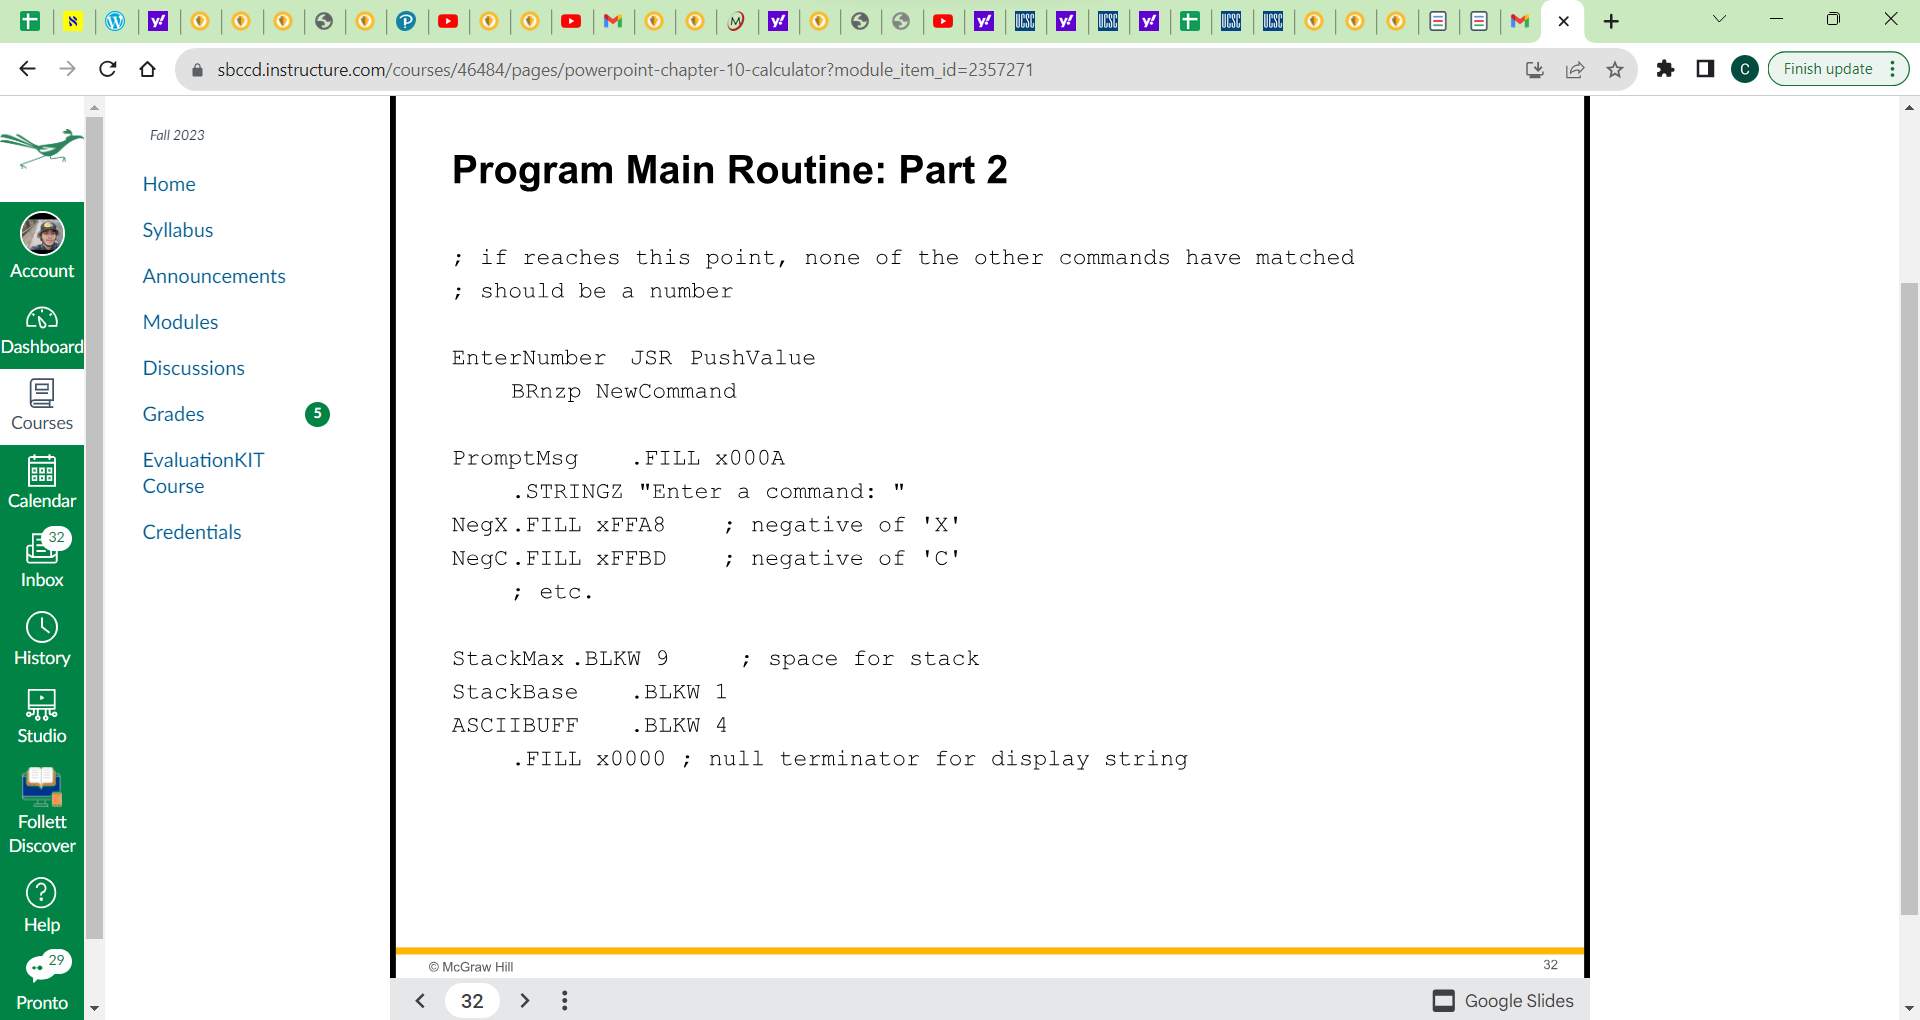 sbccd.instructure.com/courses/46484/pages/powerpoint-chapter-10-calculator?module_item_id=2357271
C
Finish update
Fall 2023
Home
Syllabus
Announcements
Modules
Discussions
Grades
5
EvaluationKIT
Course
Credentials
Account
Dashboard
Courses
Calendar
32
Inbox
History
Studio
Follett
Discover
Help
29
Pronto
Program Main Routine: Part 2
; if reaches this point, none of the other commands have matched
; should be a number
EnterNumber JSR PushValue
BRnzp NewCommand
PromptMsg .FILL x000A
.STRINGZ "Enter a command: "
NegX.FILL xFFA8 ; negative of 'X'
NegC.FILL xFFBD ; negative of 'C'
; etc.
StackMax.BLKW 9 ; space for stack
StackBase .BLKW 1
ASCIIBUFF .BLKW 4
.FILL x0000 ; null terminator for display string
© McGraw Hill
32
32
Google Slides